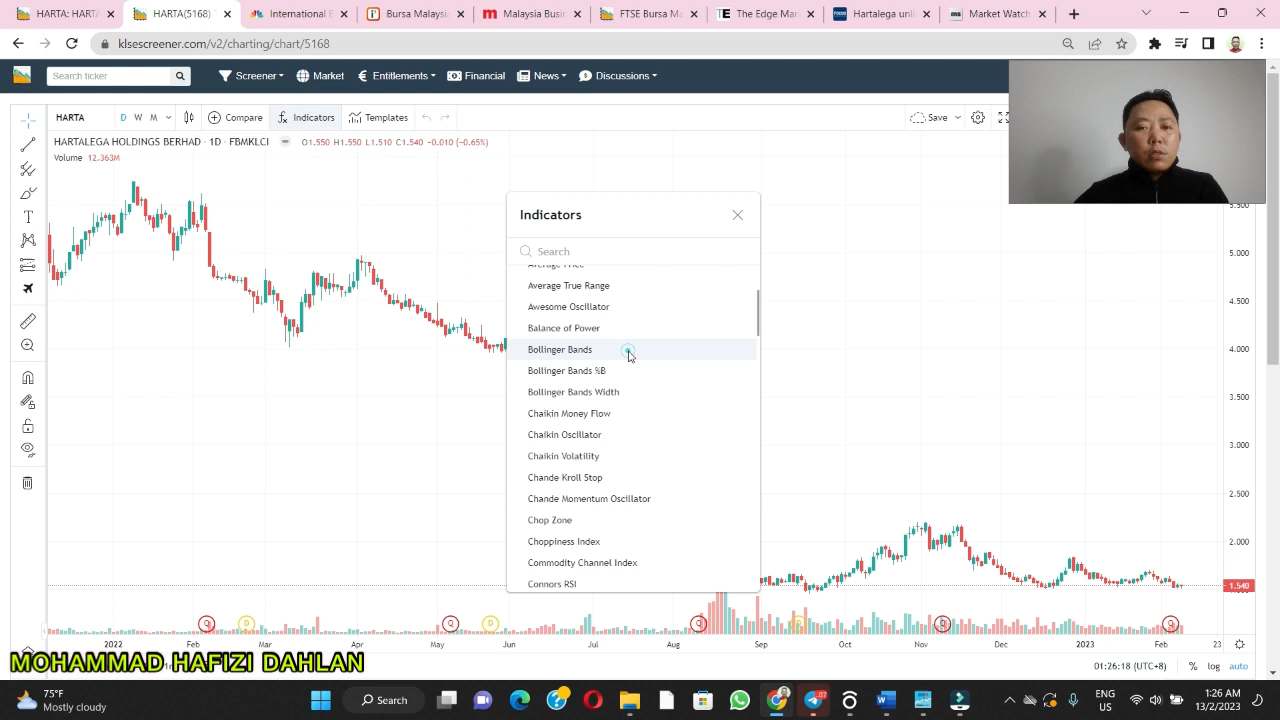 HARTA: HARTA
HARTA(5168)
International B
Bursa Malaysia
Malaysia Busin
FTSE Bursa Ma
The Edge Mar
Hartalega unli
Market Watch
klsescreener.com/v2/charting/chart/5168
Search ticker
Screener
Market
Entitlements
Financial
News
Discussions
HARTA
D W M
Compare
Indicators
Templates
Save
HARTALEGA HOLDINGS BERHAD · 1D · FBMKLCI
O1.550 H1.550 L1.510 C1.540 -0.010 (-0.65%)
Volume 12.363M
Indicators
Search
Average Price
Average True Range
Awesome Oscillator
Balance of Power
Bollinger Bands
Bollinger Bands %B
Bollinger Bands Width
Chaikin Money Flow
Chaikin Oscillator
Chaikin Volatility
Chande Kroll Stop
Chande Momentum Oscillator
Chop Zone
Choppiness Index
Commodity Channel Index
Connors RSI
5.500
5.000
4.500
4.000
3.500
3.000
2.500
2.000
1.540
Q D Q D Q Q Q
2022 Feb Mar Apr May Jun Jul Aug Sep Oct Nov Dec 2023 Feb 23
MOHAMMAD HAFIZI DAHLAN
01:26:18 (UTC+8)
% log auto
75°F
Mostly cloudy
Search
ENG
US
1:26 AM
13/2/2023